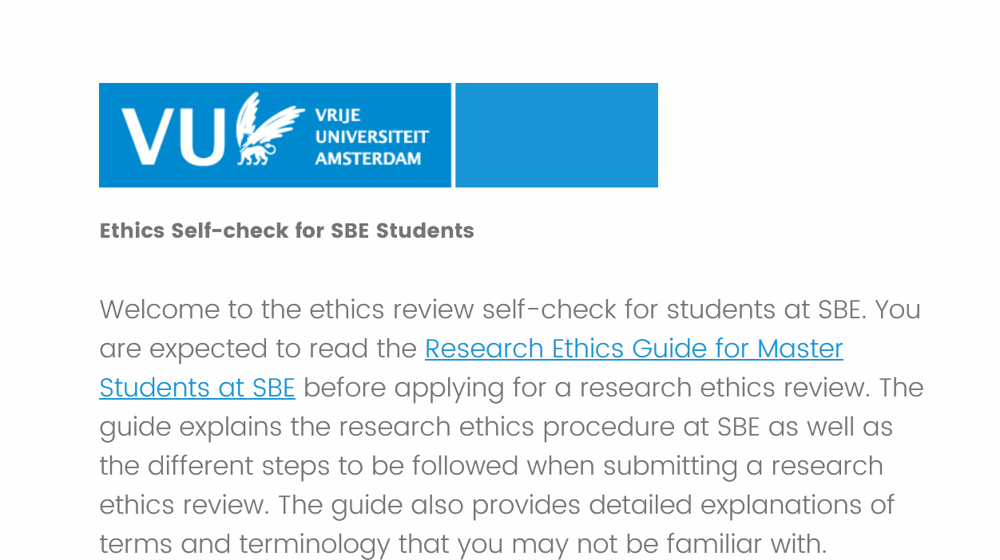 VU
VRIJE
UNIVERSITEIT
AMSTERDAM
Ethics Self-check for SBE Students
Welcome to the ethics review self-check for students at SBE. You
are expected to read the Research Ethics Guide for Master
Students at SBE before applying for a research ethics review. The
guide explains the research ethics procedure at SBE as well as
the different steps to be followed when submitting a research
ethics review. The guide also provides detailed explanations of
terms and terminology that you may not be familiar with.